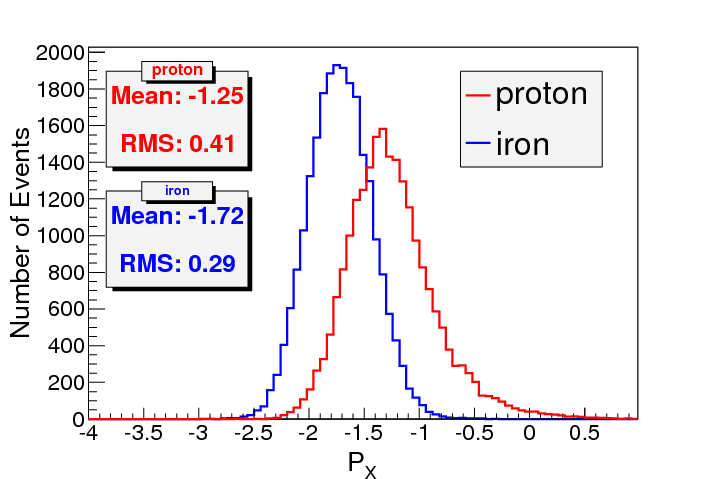 2000
1800
1600
1400
1200
1000
800
600
400
200
0
Number of Events
proton
Mean: -1.25
RMS: 0.41
iron
Mean: -1.72
RMS: 0.29
proton
iron
-4 -3.5 -3 -2.5 -2 -1.5 -1 -0.5 0 0.5
PX